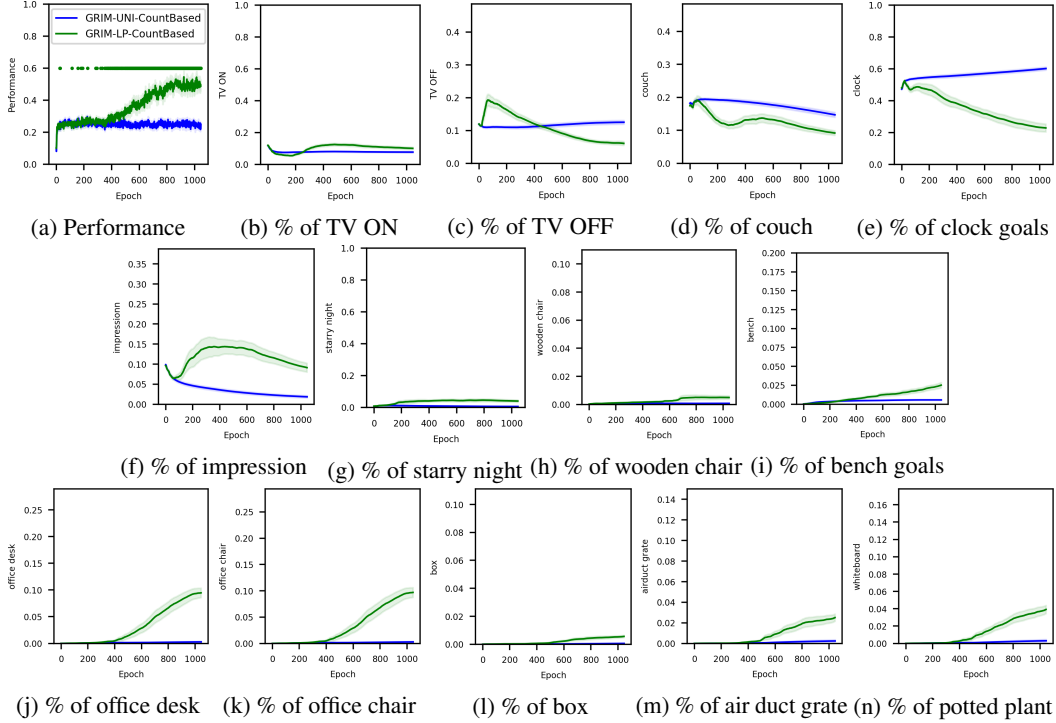 GRIM-UNI-CountBased
GRIM-LP-CountBased
Performance
1.0
0.8
0.6
0.4
0.2
0.0
0 200 400 600 800 1000
Epoch
TV ON
1.0
0.8
0.6
0.4
0.2
0.0
0 200 400 600 800 1000
Epoch
TV OFF
0.4
0.3
0.2
0.1
0.0
0 200 400 600 800 1000
Epoch
couch
0.4
0.3
0.2
0.1
0.0
0 200 400 600 800 1000
Epoch
clock
1.0
0.8
0.6
0.4
0.2
0.0
0 200 400 600 800 1000
Epoch
(a) Performance
(b) % of TV ON
(c) % of TV OFF
(d) % of couch
(e) % of clock goals
impressionn
0.35
0.30
0.25
0.20
0.15
0.10
0.05
0.00
0 200 400 600 800 1000
Epoch
starry night
1.0
0.8
0.6
0.4
0.2
0.0
0 200 400 600 800 1000
Epoch
wooden chair
0.10
0.08
0.06
0.04
0.02
0.00
0 200 400 600 800 1000
Epoch
bench
0.200
0.175
0.150
0.125
0.100
0.075
0.050
0.025
0.000
0 200 400 600 800 1000
Epoch
(f) % of impression
(g) % of starry night
(h) % of wooden chair
(i) % of bench goals
office desk
0.25
0.20
0.15
0.10
0.05
0.00
0 200 400 600 800 1000
Epoch
office chair
0.25
0.20
0.15
0.10
0.05
0.00
0 200 400 600 800 1000
Epoch
box
0.10
0.08
0.06
0.04
0.02
0.00
0 200 400 600 800 1000
Epoch
airduct grate
0.14
0.12
0.10
0.08
0.06
0.04
0.02
0.00
0 200 400 600 800 1000
Epoch
whiteboard
0.16
0.14
0.12
0.10
0.08
0.06
0.04
0.02
0.00
0 200 400 600 800 1000
Epoch
(j) % of office desk
(k) % of office chair
(l) % of box
(m) % of air duct grate
(n) % of potted plant